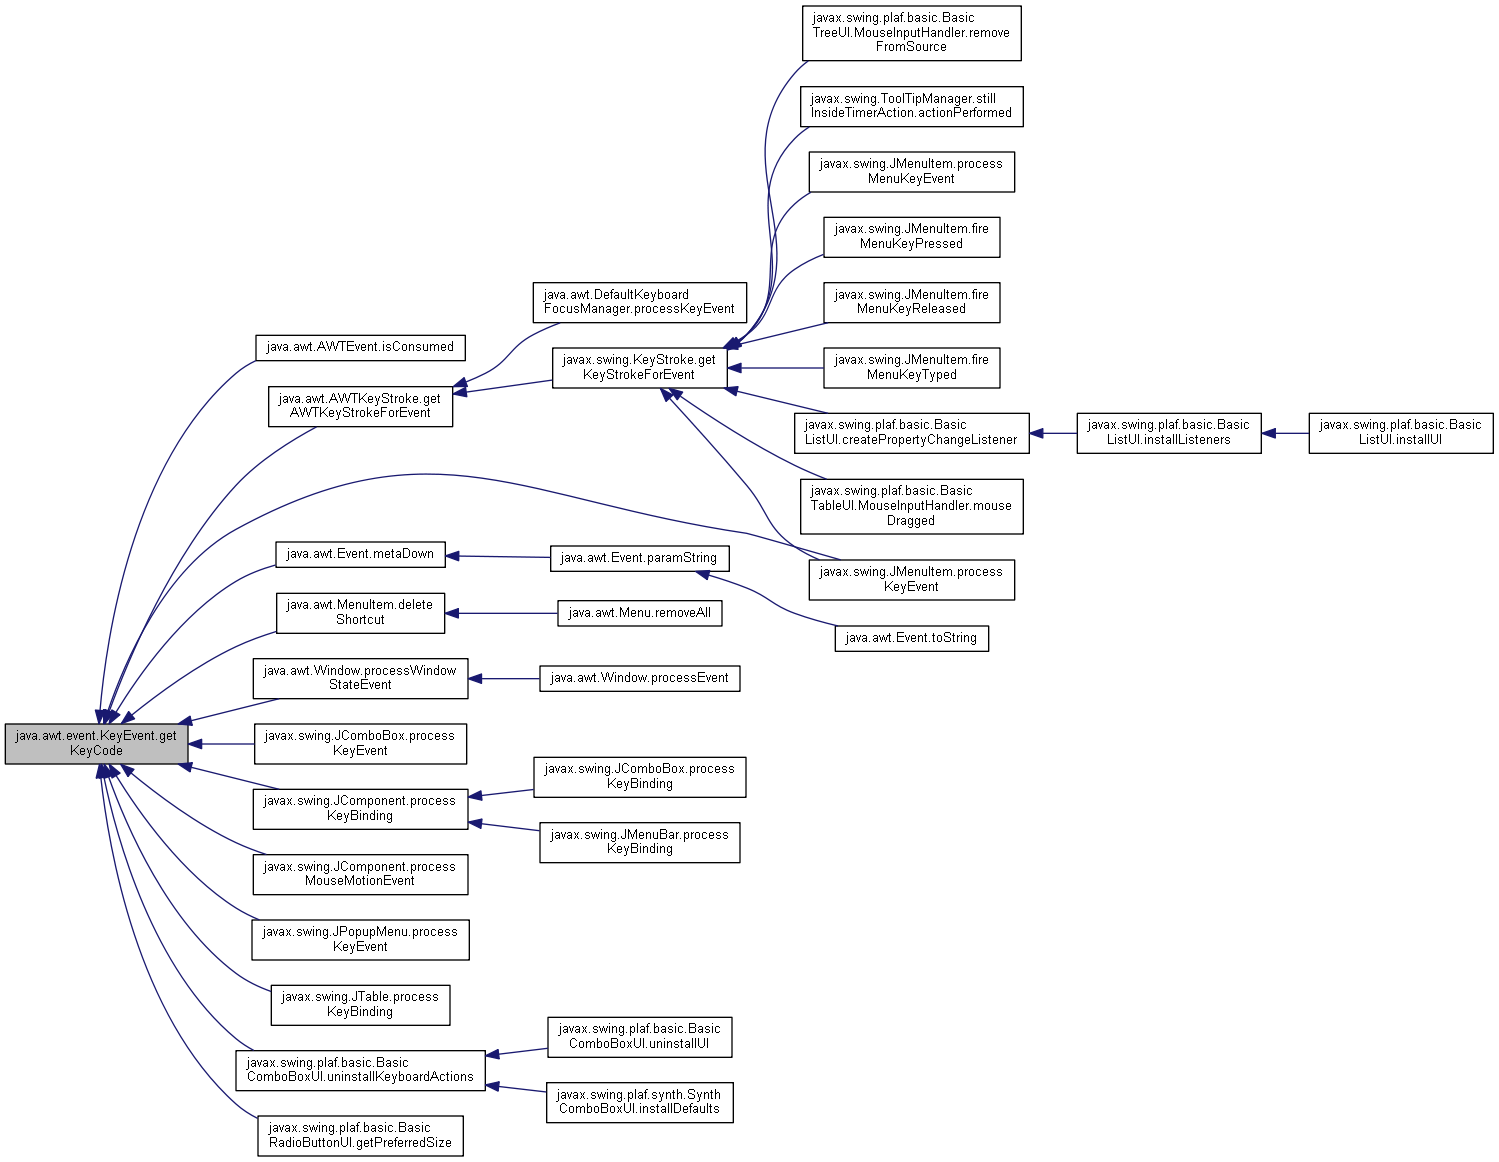 javax.swing.plaf.basic.Basic
TreeUI.MouseInputHandler.remove
FromSource
javax.swing.ToolTipManager.still
InsideTimerAction.actionPerformed
javax.swing.JMenuItem.process
MenuKeyEvent
javax.swing.JMenuItem.fire
MenuKeyPressed
java.awt.DefaultKeyboard
FocusManager.processKeyEvent
javax.swing.JMenuItem.fire
MenuKeyReleased
java.awt.AWTEvent.isConsumed
javax.swing.KeyStroke.get
KeyStrokeForEvent
javax.swing.JMenuItem.fire
MenuKeyTyped
java.awt.AWTKeyStroke.get
AWTKeyStrokeForEvent
javax.swing.plaf.basic.Basic
ListUI.createPropertyChangeListener
javax.swing.plaf.basic.Basic
ListUI.installListeners
javax.swing.plaf.basic.Basic
ListUI.installUI
javax.swing.plaf.basic.Basic
TableUI.MouseInputHandler.mouse
Dragged
java.awt.Event.metaDown
java.awt.Event.paramString
javax.swing.JMenuItem.process
KeyEvent
java.awt.MenuItem.delete
Shortcut
java.awt.Menu.removeAll
java.awt.Event.toString
java.awt.Window.processWindow
StateEvent
java.awt.Window.processEvent
java.awt.event.KeyEvent.get
KeyCode
javax.swing.JComboBox.process
KeyEvent
javax.swing.JComponent.process
KeyBinding
javax.swing.JComboBox.process
KeyBinding
javax.swing.JMenuBar.process
KeyBinding
javax.swing.JComponent.process
MouseMotionEvent
javax.swing.JPopupMenu.process
KeyEvent
javax.swing.JTable.process
KeyBinding
javax.swing.plaf.basic.Basic
ComboBoxUI.uninstallKeyboardActions
javax.swing.plaf.basic.Basic
ComboBoxUI.uninstallUI
javax.swing.plaf.synth.Synth
ComboBoxUI.installDefaults
javax.swing.plaf.basic.Basic
RadioButtonUI.getPreferredSize